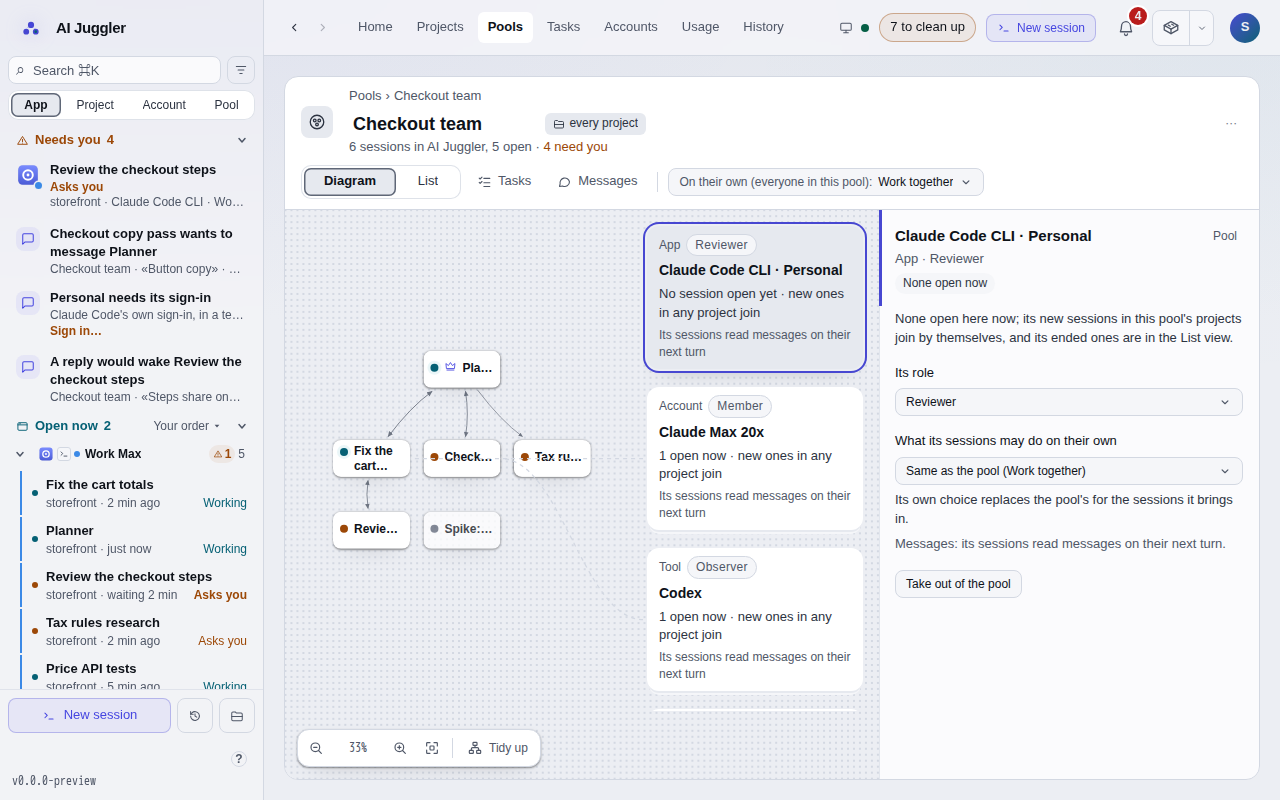 AI Juggler
Search ⌘K
App
Project
Account
Pool
Needs you 4
Review the checkout steps
Asks you
storefront · Claude Code CLI · Wo…
Checkout copy pass wants to
message Planner
Checkout team · «Button copy» · …
Personal needs its sign-in
Claude Code's own sign-in, in a te…
Sign in…
A reply would wake Review the
checkout steps
Checkout team · «Steps share on…
Open now 2
Your order
Work Max
1 5
Fix the cart totals
storefront · 2 min ago
Working
Planner
storefront · just now
Working
Review the checkout steps
storefront · waiting 2 min
Asks you
Tax rules research
storefront · 2 min ago
Asks you
Price API tests
storefront · 5 min ago
Working
New session
?
v0.0.0-preview
Home
Projects
Pools
Tasks
Accounts
Usage
History
7 to clean up
New session
4
S
Pools › Checkout team
Checkout team
every project
6 sessions in AI Juggler, 5 open · 4 need you
Diagram
List
Tasks
Messages
On their own (everyone in this pool): Work together
Pla…
Fix the
cart…
Check…
Tax ru…
Revie…
Spike:…
App Reviewer
Claude Code CLI · Personal
No session open yet · new ones
in any project join
Its sessions read messages on their
next turn
Account Member
Claude Max 20x
1 open now · new ones in any
project join
Its sessions read messages on their
next turn
Tool Observer
Codex
1 open now · new ones in any
project join
Its sessions read messages on their
next turn
33%
Tidy up
Claude Code CLI · Personal
Pool
App · Reviewer
None open now
None open here now; its new sessions in this pool's projects
join by themselves, and its ended ones are in the List view.
Its role
Reviewer
What its sessions may do on their own
Same as the pool (Work together)
Its own choice replaces the pool's for the sessions it brings
in.
Messages: its sessions read messages on their next turn.
Take out of the pool